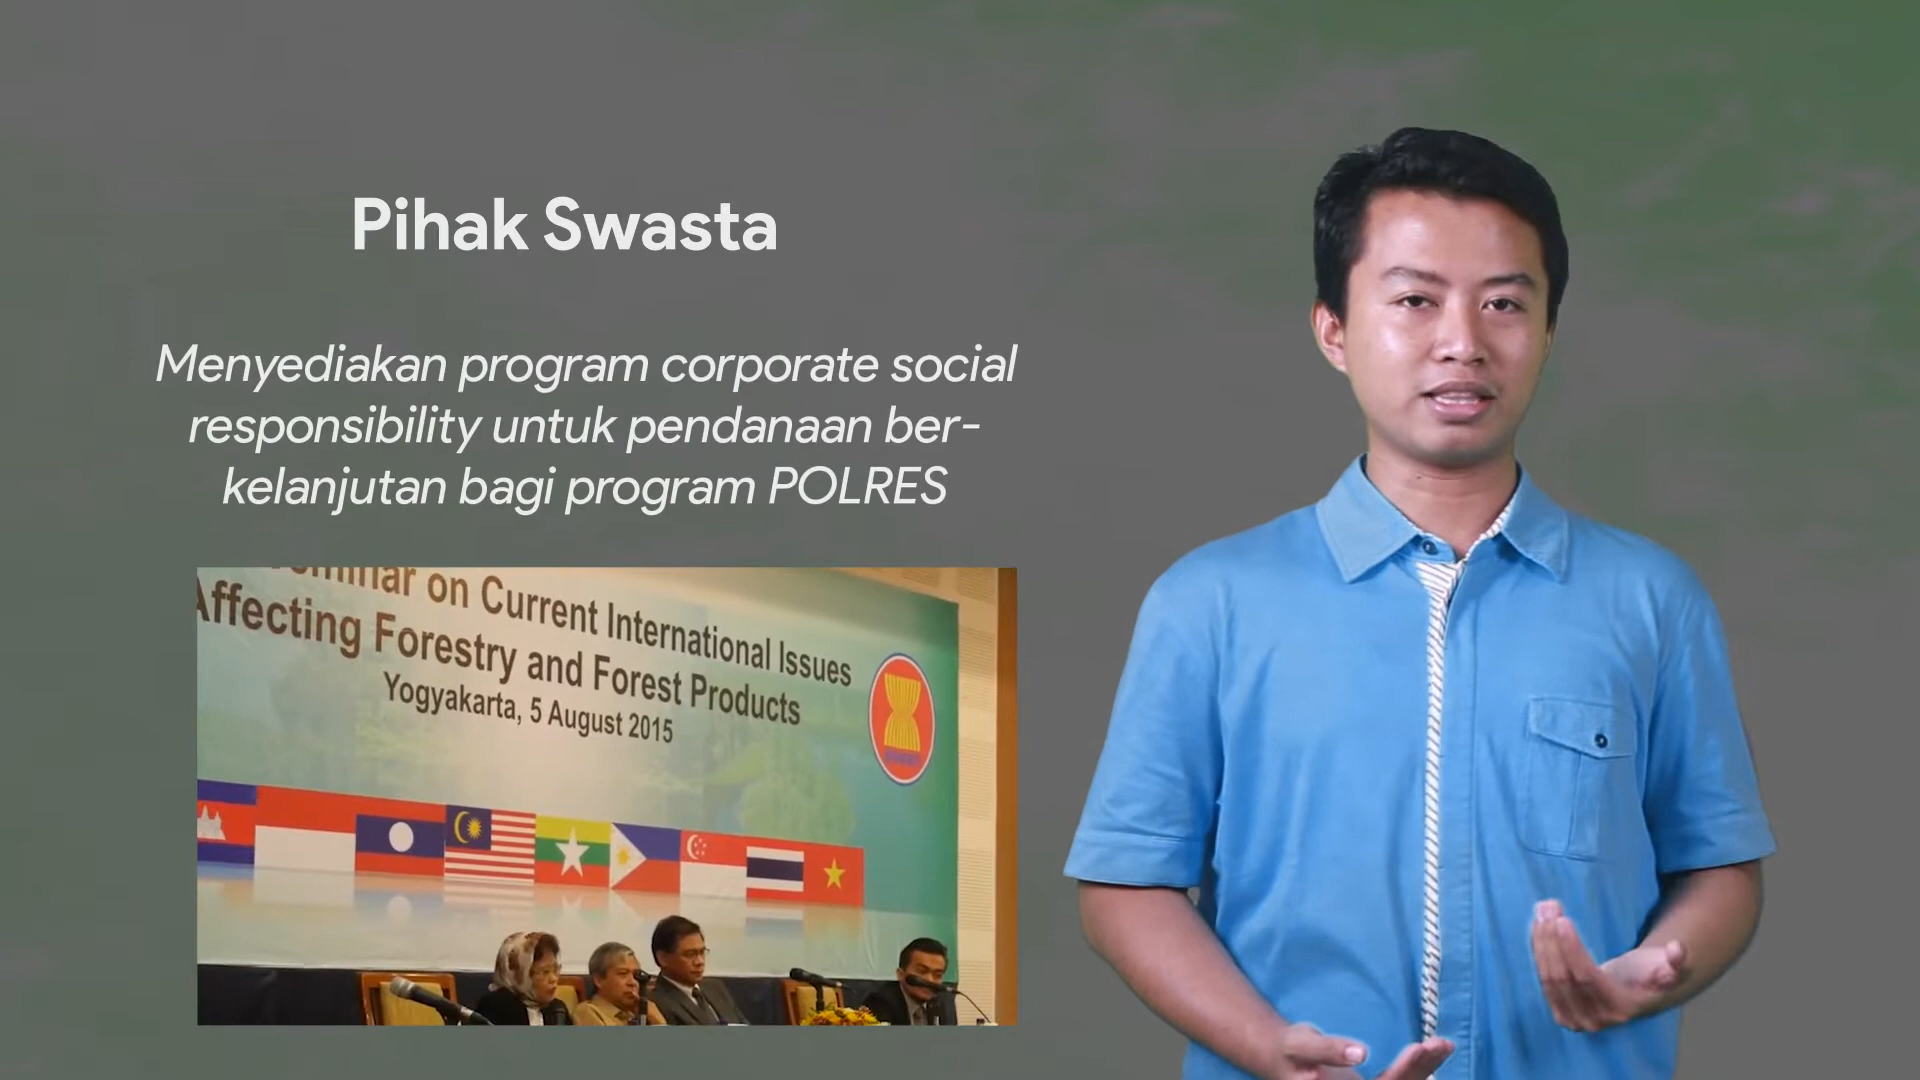 Pihak Swasta
Menyediakan program corporate social
responsibility untuk pendanaan ber-
kelanjutan bagi program POLRES
on Current International Issues
Affecting Forestry and Forest Products
Yogyakarta, 5 August 2015